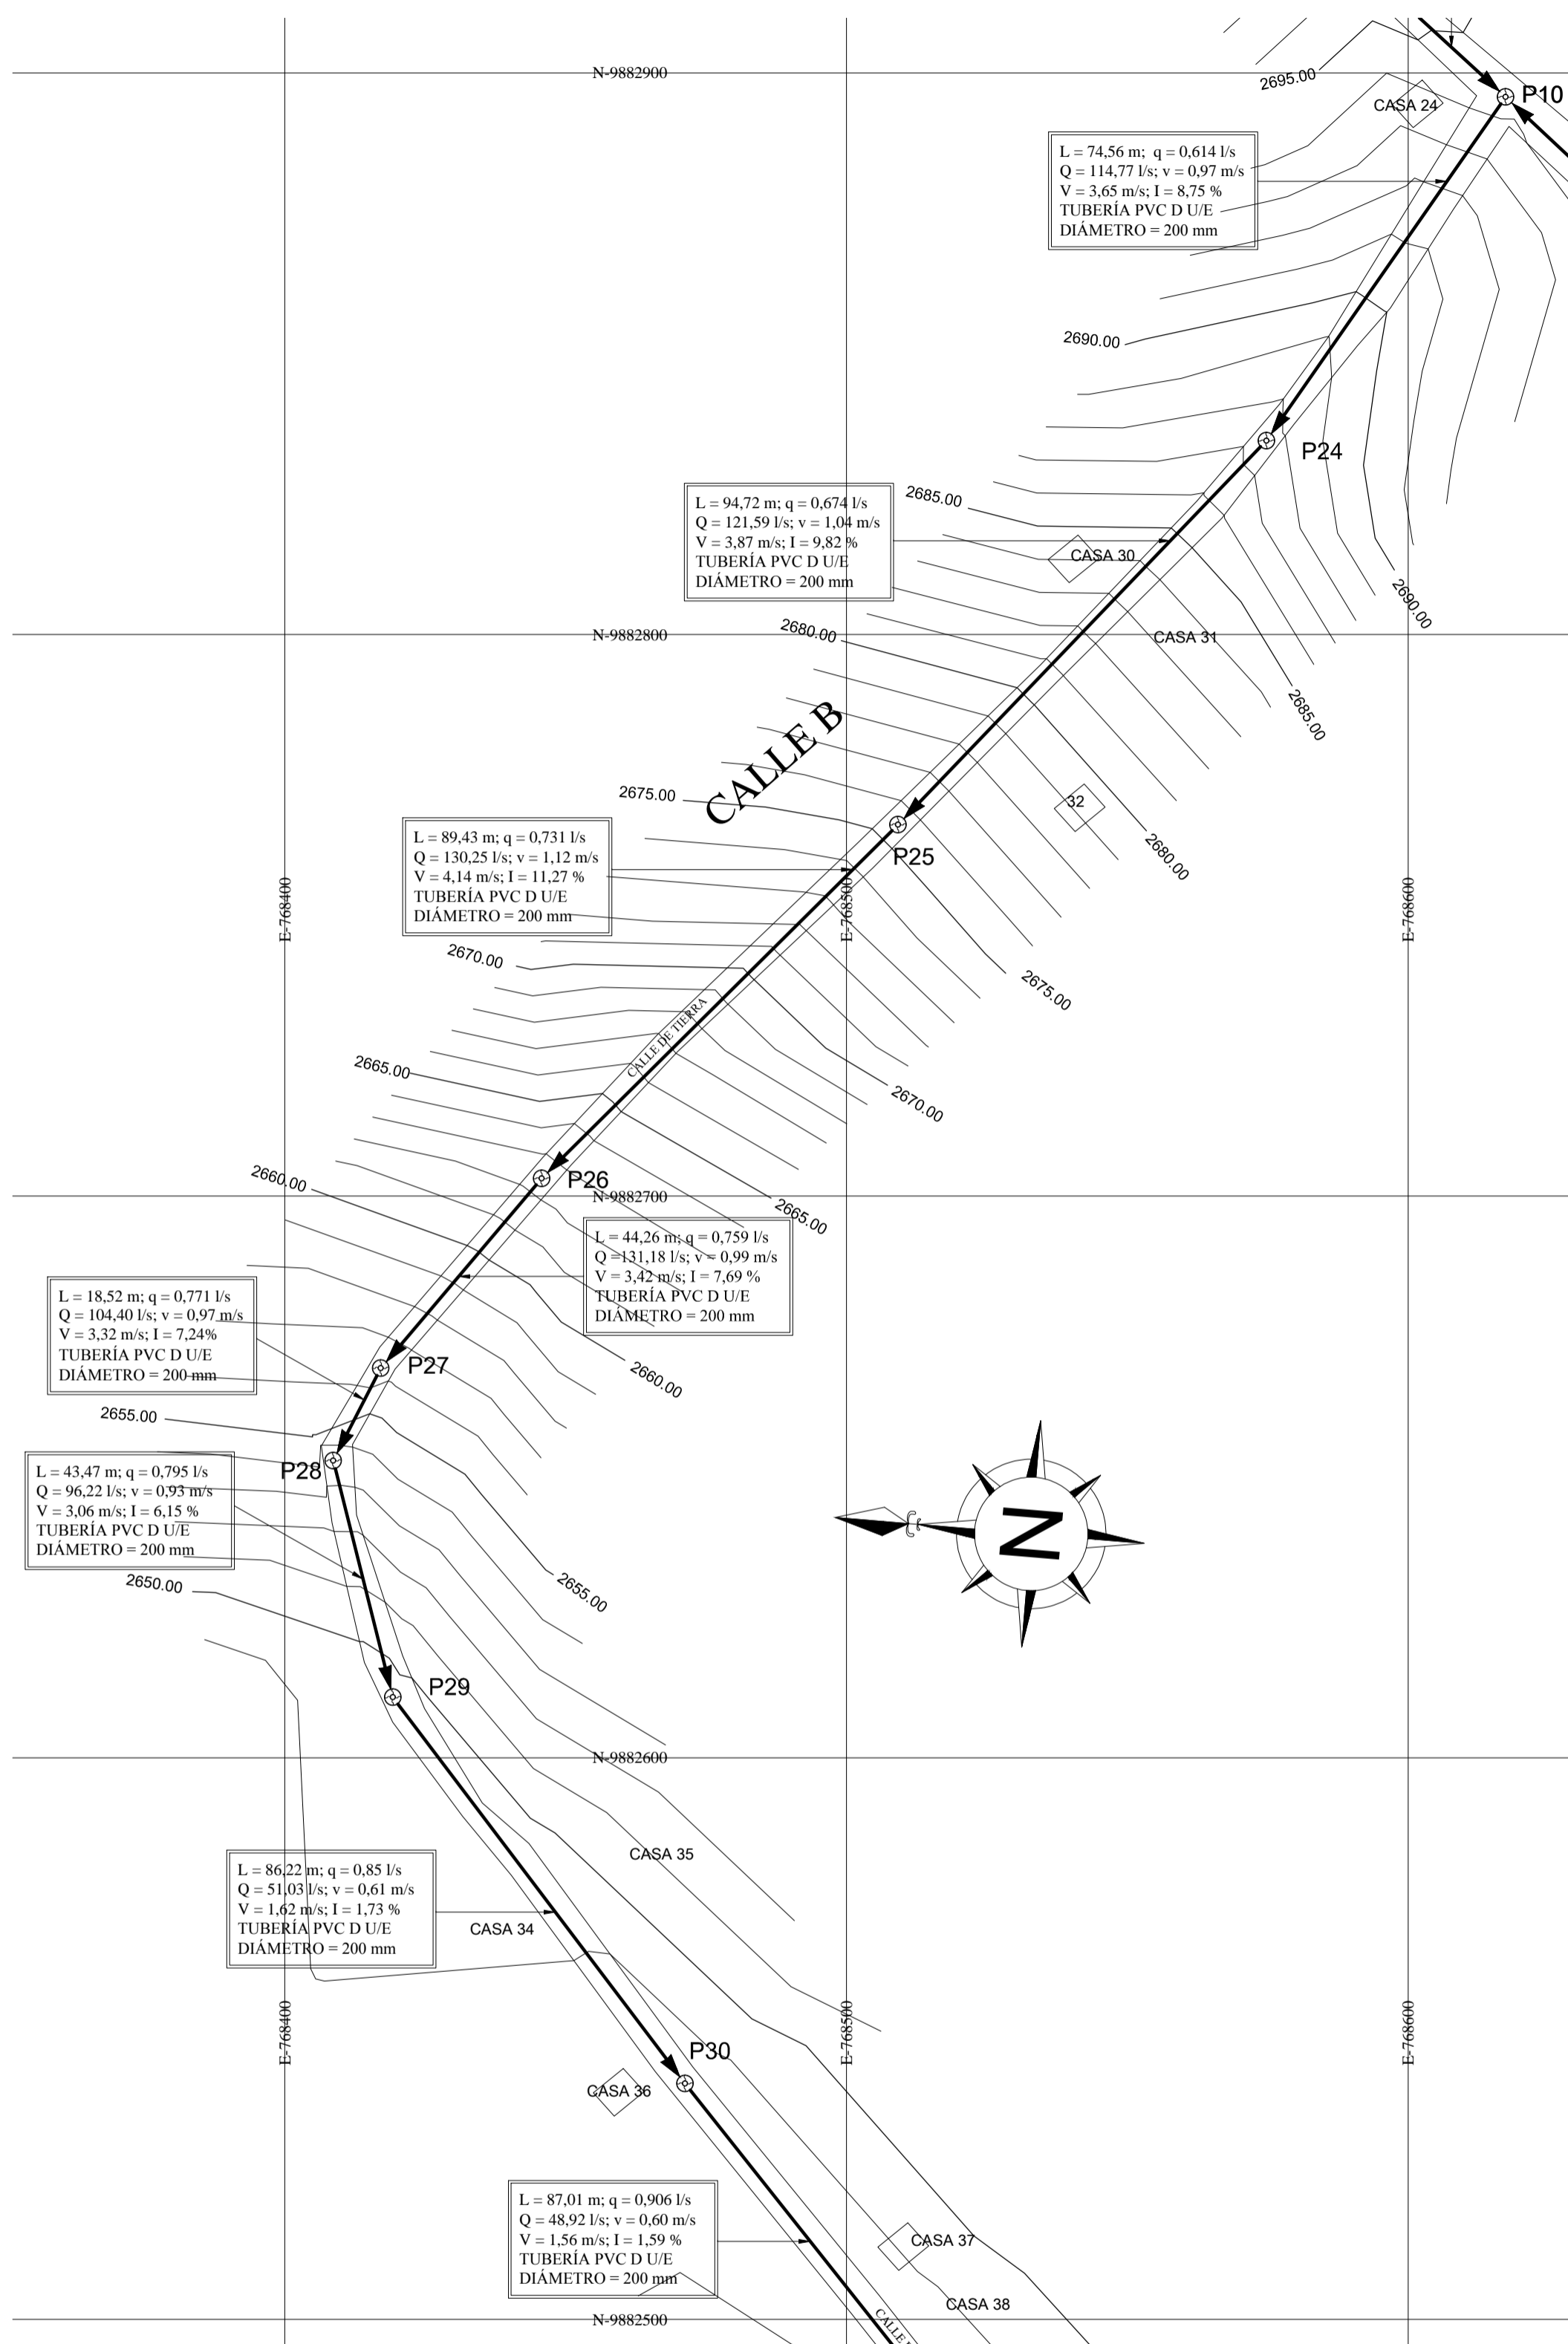 N-9882900
2695.00
CASA 24
P10
L = 74,56 m; q = 0,614 l/s
Q = 114,77 l/s; v = 0,97 m/s
V = 3,65 m/s; I = 8,75 %
TUBERÍA PVC D U/E
DIÁMETRO = 200 mm
2690.00
P24
L = 94,72 m; q = 0,674 l/s
Q = 121,59 l/s; v = 1,04 m/s
V = 3,87 m/s; I = 9,82 %
TUBERÍA PVC D U/E
DIÁMETRO = 200 mm
2685.00
CASA 30
2690.00
N-9882800
2680.00
CASA 31
2685.00
CALLE B
2675.00
32
L = 89,43 m; q = 0,731 l/s
Q = 130,25 l/s; v = 1,12 m/s
V = 4,14 m/s; I = 11,27 %
TUBERÍA PVC D U/E
DIÁMETRO = 200 mm
P25
2680.00
E-768400
E-768500
E-768600
2670.00
2675.00
CALLE DE TIERRA
2665.00
2670.00
2660.00
P26
N-9882700
2665.00
L = 44,26 m; q = 0,759 l/s
Q =131,18 l/s; v = 0,99 m/s
V = 3,42 m/s; I = 7,69 %
TUBERÍA PVC D U/E
DIÁMETRO = 200 mm
L = 18,52 m; q = 0,771 l/s
Q = 104,40 l/s; v = 0,97 m/s
V = 3,32 m/s; I = 7,24%
TUBERÍA PVC D U/E
DIÁMETRO = 200 mm
P27
2660.00
2655.00
P28
L = 43,47 m; q = 0,795 l/s
Q = 96,22 l/s; v = 0,93 m/s
V = 3,06 m/s; I = 6,15 %
TUBERÍA PVC D U/E
DIÁMETRO = 200 mm
N
2650.00
2655.00
P29
N-9882600
CASA 35
L = 86,22 m; q = 0,85 l/s
Q = 51,03 l/s; v = 0,61 m/s
V = 1,62 m/s; I = 1,73 %
TUBERÍA PVC D U/E
DIÁMETRO = 200 mm
CASA 34
E-768400
E-768500
E-768600
P30
CASA 36
L = 87,01 m; q = 0,906 l/s
Q = 48,92 l/s; v = 0,60 m/s
V = 1,56 m/s; I = 1,59 %
TUBERÍA PVC D U/E
DIÁMETRO = 200 mm
CASA 37
CASA 38
N-9882500
CALLE